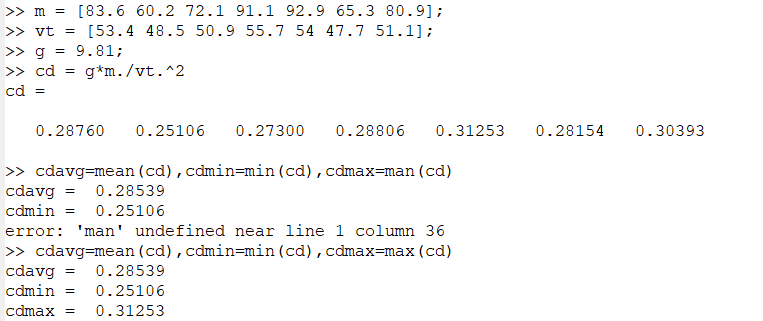 >> m = [83.6 60.2 72.1 91.1 92.9 65.3 80.9];
>> vt = [53.4 48.5 50.9 55.7 54 47.7 51.1];
>> g = 9.81;
>> cd = g*m./vt.^2
cd =
0.28760 0.25106 0.27300 0.28806 0.31253 0.28154 0.30393
>> cdavg=mean(cd),cdmin=min(cd),cdmax=man(cd)
cdavg = 0.28539
cdmin = 0.25106
error: 'man' undefined near line 1 column 36
>> cdavg=mean(cd),cdmin=min(cd),cdmax=max(cd)
cdavg = 0.28539
cdmin = 0.25106
cdmax = 0.31253